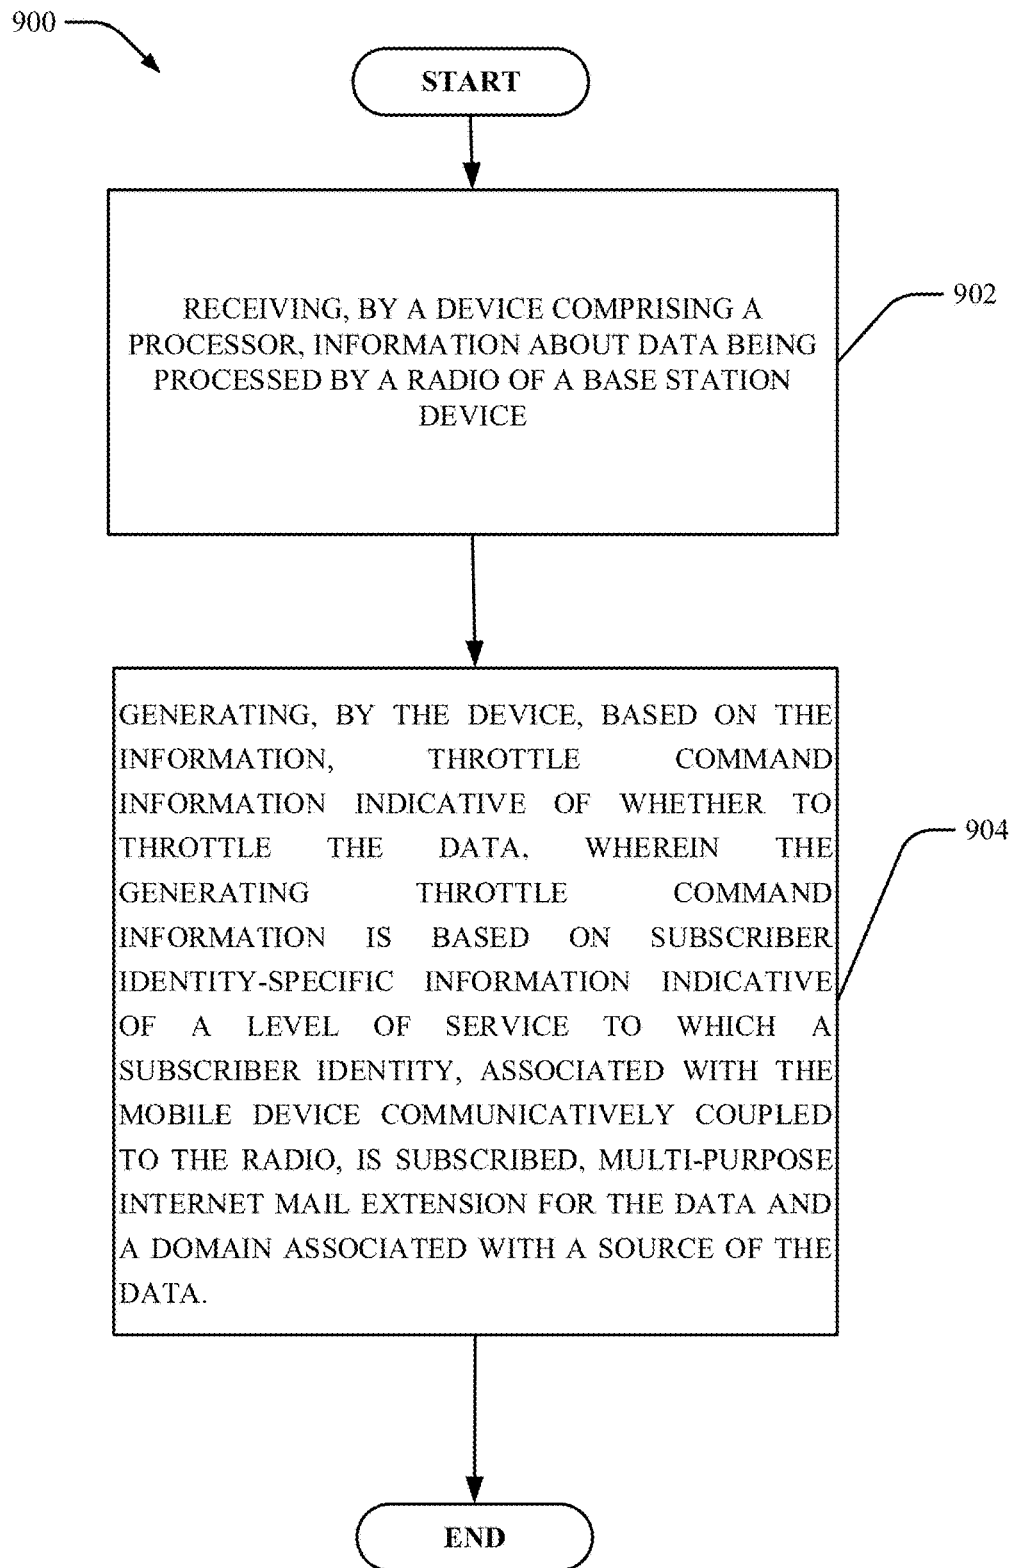 900
START
RECEIVING, BY A DEVICE COMPRISING A
PROCESSOR, INFORMATION ABOUT DATA BEING
PROCESSED BY A RADIO OF A BASE STATION
DEVICE
902
GENERATING, BY THE DEVICE, BASED ON THE
INFORMATION, THROTTLE COMMAND
INFORMATION INDICATIVE OF WHETHER TO
THROTTLE THE DATA, WHEREIN THE
GENERATING THROTTLE COMMAND
INFORMATION IS BASED ON SUBSCRIBER
IDENTITY-SPECIFIC INFORMATION INDICATIVE
OF A LEVEL OF SERVICE TO WHICH A
SUBSCRIBER IDENTITY, ASSOCIATED WITH THE
MOBILE DEVICE COMMUNICATIVELY COUPLED
TO THE RADIO, IS SUBSCRIBED, MULTI-PURPOSE
INTERNET MAIL EXTENSION FOR THE DATA AND
A DOMAIN ASSOCIATED WITH A SOURCE OF THE
DATA.
904
END